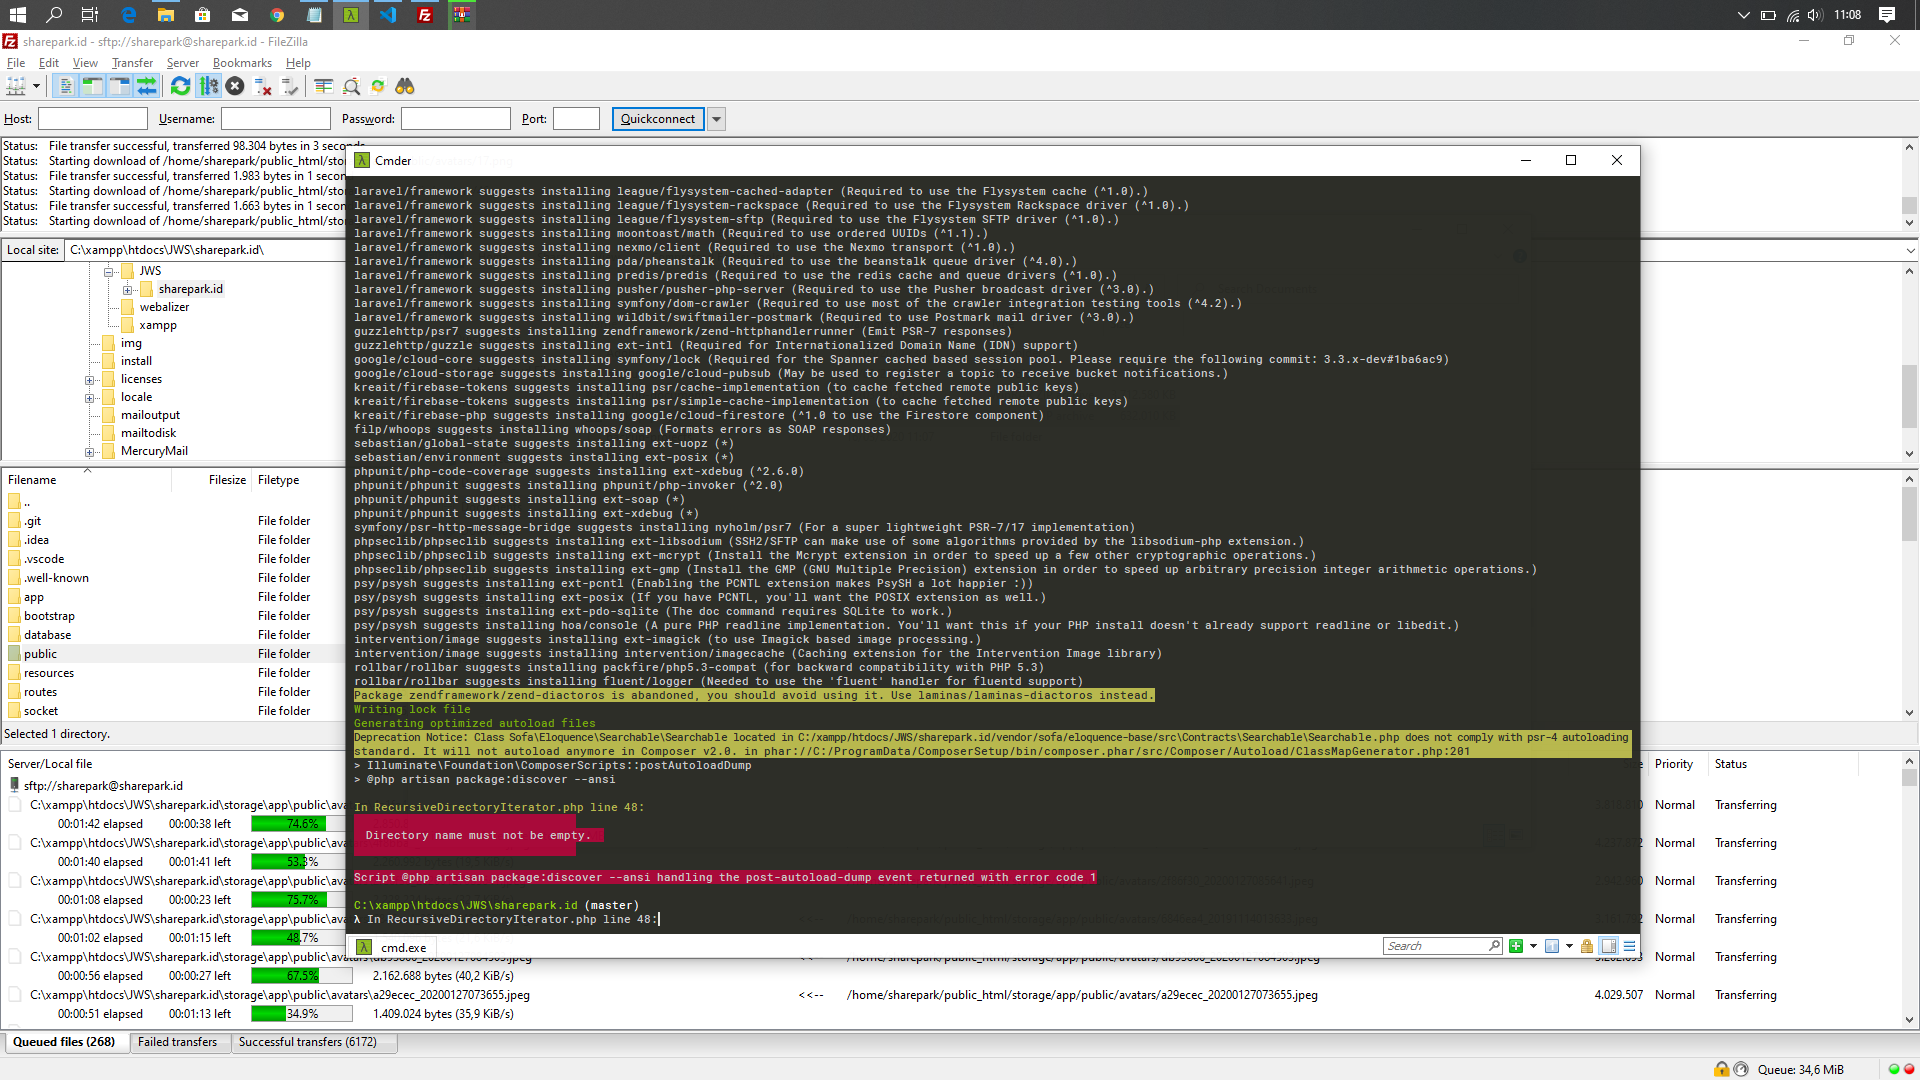 11:08
sharepark.id - sftp://sharepark@sharepark.id - FileZilla
File Edit View Transfer Server Bookmarks Help
Host: Username: Password: Port: Quickconnect
Status: File transfer successful, transferred 98.304 bytes in 3 seconds
Status: Starting download of /home/sharepark/public_html/sto
Status: File transfer successful, transferred 1.983 bytes in 1 secon
Status: Starting download of /home/sharepark/public_html/sto
Status: File transfer successful, transferred 1.663 bytes in 1 secon
Status: Starting download of /home/sharepark/public_html/sto
Local site: C:\xampp\htdocs\JWS\sharepark.id\
JWS
sharepark.id
webalizer
xampp
img
install
licenses
locale
mailoutput
mailtodisk
MercuryMail
Filename Filesize Filetype
..
.git File folder
.idea File folder
.vscode File folder
.well-known File folder
app File folder
bootstrap File folder
database File folder
public File folder
resources File folder
routes File folder
socket File folder
Selected 1 directory.
Cmder
laravel/framework suggests installing league/flysystem-cached-adapter (Required to use the Flysystem cache (^1.0).)
laravel/framework suggests installing league/flysystem-rackspace (Required to use the Flysystem Rackspace driver (^1.0).)
laravel/framework suggests installing league/flysystem-sftp (Required to use the Flysystem SFTP driver (^1.0).)
laravel/framework suggests installing moontoast/math (Required to use ordered UUIDs (^1.1).)
laravel/framework suggests installing nexmo/client (Required to use the Nexmo transport (^1.0).)
laravel/framework suggests installing pda/pheanstalk (Required to use the beanstalk queue driver (^4.0).)
laravel/framework suggests installing predis/predis (Required to use the redis cache and queue drivers (^1.0).)
laravel/framework suggests installing pusher/pusher-php-server (Required to use the Pusher broadcast driver (^3.0).)
laravel/framework suggests installing symfony/dom-crawler (Required to use most of the crawler integration testing tools (^4.2).)
laravel/framework suggests installing wildbit/swiftmailer-postmark (Required to use Postmark mail driver (^3.0).)
guzzlehttp/psr7 suggests installing zendframework/zend-httphandlerrunner (Emit PSR-7 responses)
guzzlehttp/guzzle suggests installing ext-intl (Required for Internationalized Domain Name (IDN) support)
google/cloud-core suggests installing symfony/lock (Required for the Spanner cached based session pool. Please require the following commit: 3.3.x-dev#1ba6ac9)
google/cloud-storage suggests installing google/cloud-pubsub (May be used to register a topic to receive bucket notifications.)
kreait/firebase-tokens suggests installing psr/cache-implementation (to cache fetched remote public keys)
kreait/firebase-tokens suggests installing psr/simple-cache-implementation (to cache fetched remote public keys)
kreait/firebase-php suggests installing google/cloud-firestore (^1.0 to use the Firestore component)
filp/whoops suggests installing whoops/soap (Formats errors as SOAP responses)
sebastian/global-state suggests installing ext-uopz (*)
sebastian/environment suggests installing ext-posix (*)
phpunit/php-code-coverage suggests installing ext-xdebug (^2.6.0)
phpunit/phpunit suggests installing phpunit/php-invoker (^2.0)
phpunit/phpunit suggests installing ext-soap (*)
phpunit/phpunit suggests installing ext-xdebug (*)
symfony/psr-http-message-bridge suggests installing nyholm/psr7 (For a super lightweight PSR-7/17 implementation)
phpseclib/phpseclib suggests installing ext-libsodium (SSH2/SFTP can make use of some algorithms provided by the libsodium-php extension.)
phpseclib/phpseclib suggests installing ext-mcrypt (Install the Mcrypt extension in order to speed up a few other cryptographic operations.)
phpseclib/phpseclib suggests installing ext-gmp (Install the GMP (GNU Multiple Precision) extension in order to speed up arbitrary precision integer arithmetic operations.)
psy/psysh suggests installing ext-pcntl (Enabling the PCNTL extension makes PsySH a lot happier :))
psy/psysh suggests installing ext-posix (If you have PCNTL, you'll want the POSIX extension as well.)
psy/psysh suggests installing ext-pdo-sqlite (The doc command requires SQLite to work.)
psy/psysh suggests installing hoa/console (A pure PHP readline implementation. You'll want this if your PHP install doesn't already support readline or libedit.)
intervention/image suggests installing ext-imagick (to use Imagick based image processing.)
intervention/image suggests installing intervention/imagecache (Caching extension for the Intervention Image library)
rollbar/rollbar suggests installing packfire/php5.3-compat (for backward compatibility with PHP 5.3)
rollbar/rollbar suggests installing fluent/logger (Needed to use the 'fluent' handler for fluentd support)
Package zendframework/zend-diactoros is abandoned, you should avoid using it. Use laminas/laminas-diactoros instead.
Writing lock file
Generating optimized autoload files
Deprecation Notice: Class Sofa\Eloquence\Searchable\Searchable located in C:/xampp/htdocs/JWS/sharepark.id/vendor/sofa/eloquence-base/src\Contracts\Searchable\Searchable.php does not comply with psr-4 autoloading
standard. It will not autoload anymore in Composer v2.0. in phar://C:/ProgramData/ComposerSetup/bin/composer.phar/src/Composer/Autoload/ClassMapGenerator.php:201
> Illuminate\Foundation\ComposerScripts::postAutoloadDump
> @php artisan package:discover --ansi
In RecursiveDirectoryIterator.php line 48:
Directory name must not be empty.
Script @php artisan package:discover --ansi handling the post-autoload-dump event returned with error code 1
C:\xampp\htdocs\JWS\sharepark.id (master)
λ In RecursiveDirectoryIterator.php line 48:
cmd.exe Search
Server/Local file Priority Status
sftp://sharepark@sharepark.id
C:\xampp\htdocs\JWS\sharepark.id\storage\app\public\ava Normal Transferring
00:01:42 elapsed 00:00:38 left 74.6%
C:\xampp\htdocs\JWS\sharepark.id\storage\app\public\ava Normal Transferring
00:01:40 elapsed 00:01:41 left 53.3%
C:\xampp\htdocs\JWS\sharepark.id\storage\app\public\ava Normal Transferring
00:01:08 elapsed 00:00:23 left 75.7%
C:\xampp\htdocs\JWS\sharepark.id\storage\app\public\ava Normal Transferring
00:01:02 elapsed 00:01:15 left 48.7%
C:\xampp\htdocs\JWS\sharepark.id\storage\app\public\avatars Normal Transferring
00:00:56 elapsed 00:00:27 left 67.5% 2.162.688 bytes (40,2 KiB/s)
C:\xampp\htdocs\JWS\sharepark.id\storage\app\public\avatars\a29ecec_20200127073655.jpeg <<-- /home/sharepark/public_html/storage/app/public/avatars/a29ecec_20200127073655.jpeg 4.029.507 Normal Transferring
00:00:51 elapsed 00:01:13 left 34.9% 1.409.024 bytes (35,9 KiB/s)
Queued files (268) Failed transfers Successful transfers (6172)
Queue: 34,6 MiB